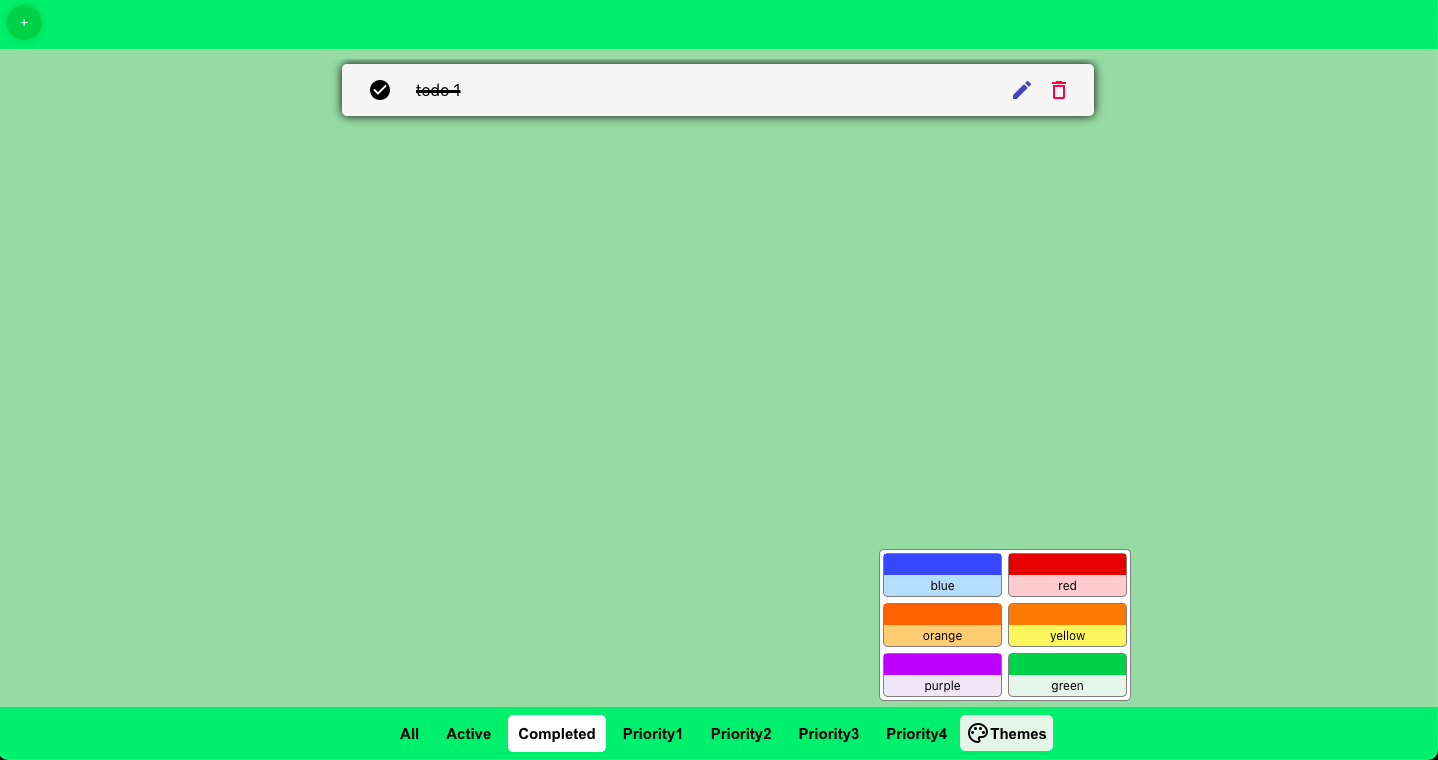 +
todo 1
blue red
orange yellow
purple green
All Active Completed Priority1 Priority2 Priority3 Priority4 Themes